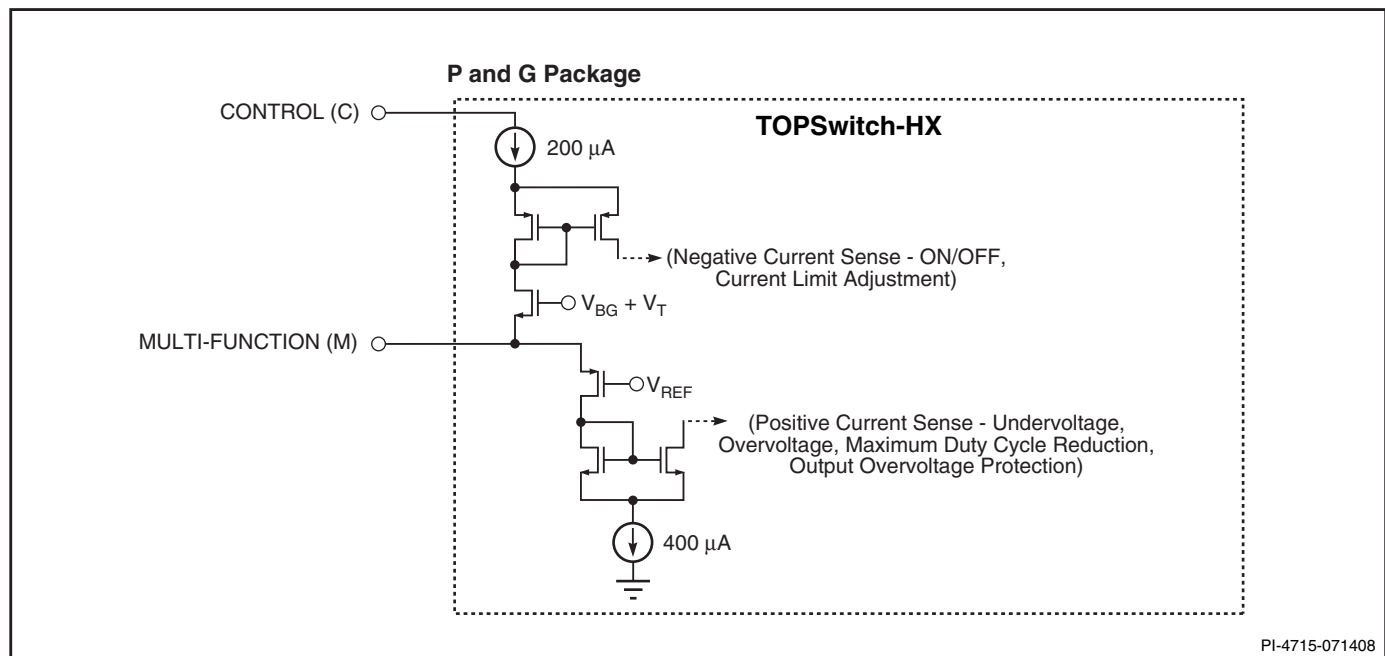 P and G Package
CONTROL (C)
TOPSwitch-HX
200 μA
(Negative Current Sense - ON/OFF,
Current Limit Adjustment)
V_BG + V_T
MULTI-FUNCTION (M)
V_REF
(Positive Current Sense - Undervoltage,
Overvoltage, Maximum Duty Cycle Reduction,
Output Overvoltage Protection)
400 μA
PI-4715-071408